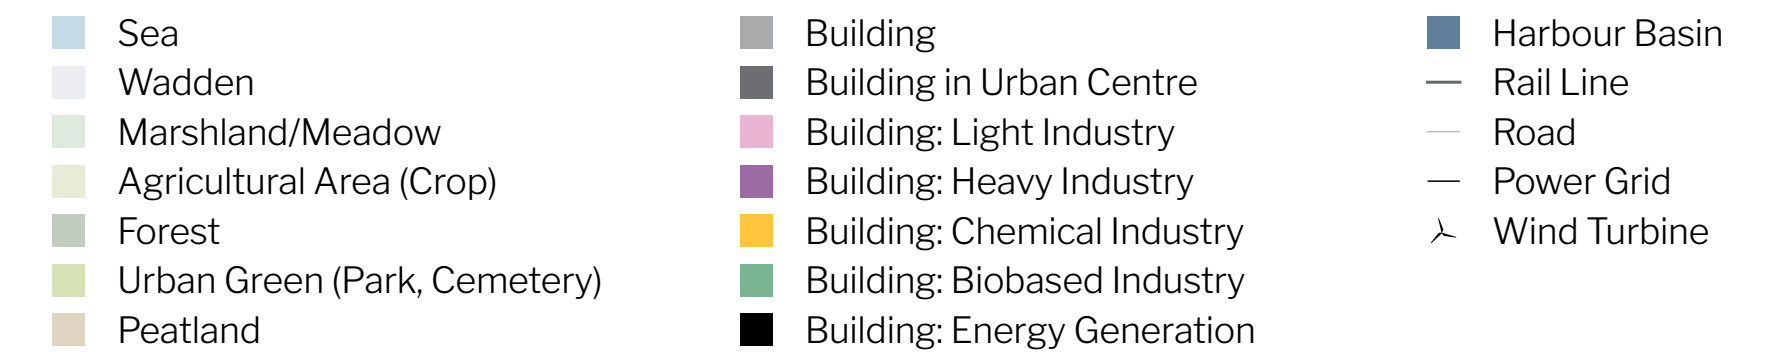 Sea
Wadden
Marshland/Meadow
Agricultural Area (Crop)
Forest
Urban Green (Park, Cemetery)
Peatland
Building
Building in Urban Centre
Building: Light Industry
Building: Heavy Industry
Building: Chemical Industry
Building: Biobased Industry
Building: Energy Generation
Harbour Basin
Rail Line
Road
Power Grid
Wind Turbine